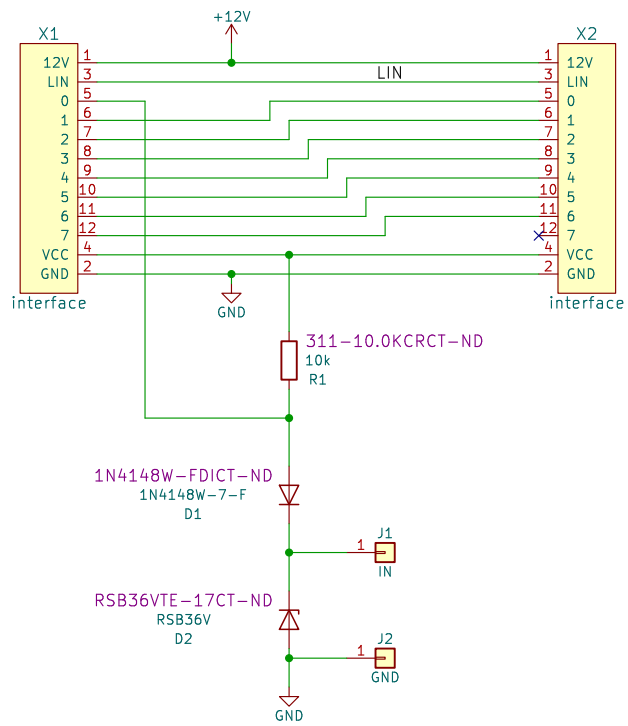 +12V
X1
X2
1 1
12V 12V
3 LIN 3
LIN LIN
5 5
0 0
6 6
1 1
7 7
2 2
8 8
3 3
9 9
4 4
10 10
5 5
11 11
6 6
12 12
7 7
4 4
VCC VCC
2 2
GND GND
interface interface
GND
311-10.0KCRCT-ND
10k
R1
1N4148W-FDICT-ND
1N4148W-7-F
D1
J1
1
IN
RSB36VTE-17CT-ND
RSB36V
D2
J2
1
GND
GND